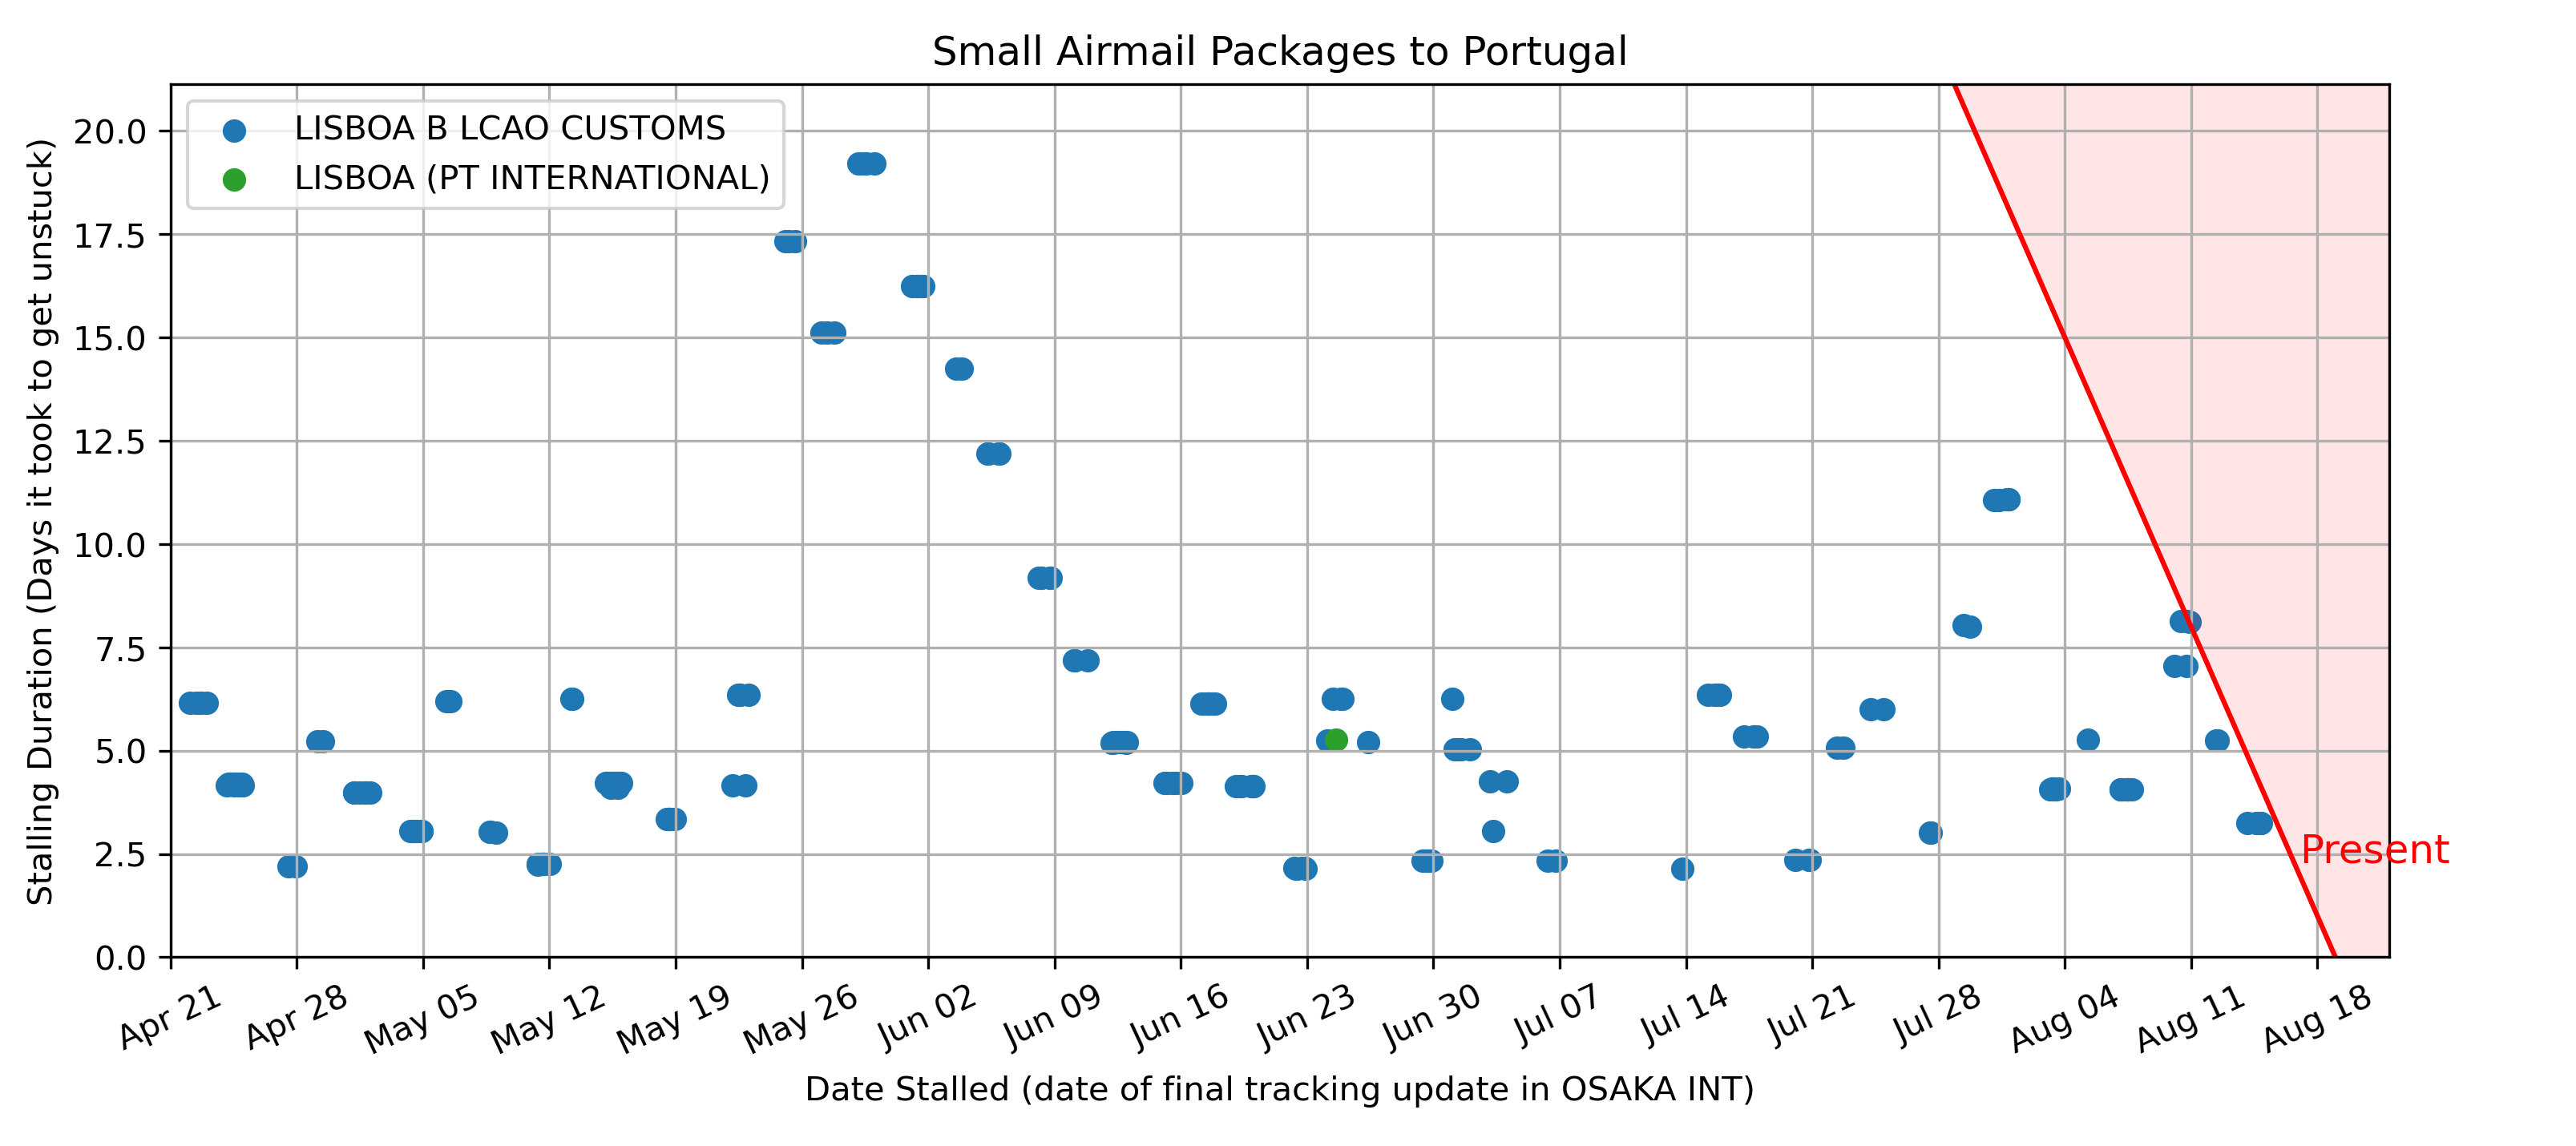 Small Airmail Packages to Portugal
LISBOA B LCAO CUSTOMS
LISBOA (PT INTERNATIONAL)
Stalling Duration (Days it took to get unstuck)
20.0
17.5
15.0
12.5
10.0
7.5
5.0
2.5
0.0
Present
Apr 21
Apr 28
May 05
May 12
May 19
May 26
Jun 02
Jun 09
Jun 16
Jun 23
Jun 30
Jul 07
Jul 14
Jul 21
Jul 28
Aug 04
Aug 11
Aug 18
Date Stalled (date of final tracking update in OSAKA INT)